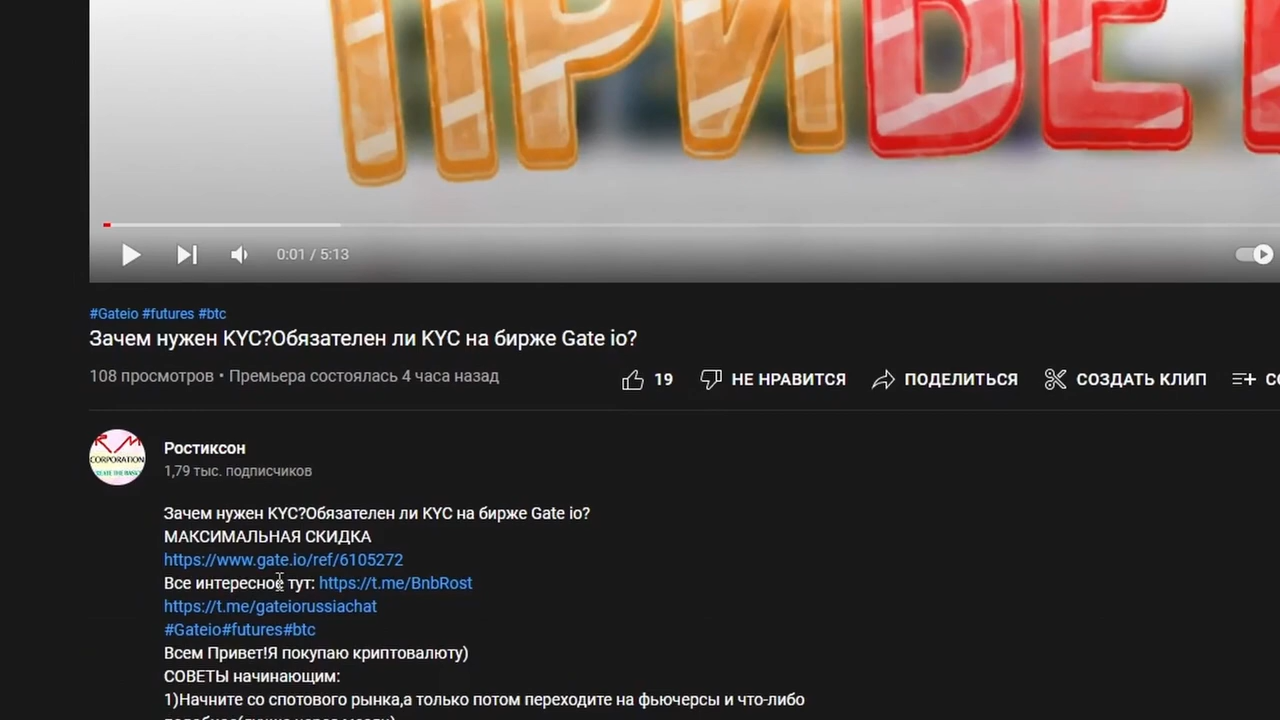 ПРИВЕТ
0:01 / 5:13
#Gateio #futures #btc
Зачем нужен KYC?Обязателен ли KYC на бирже Gate io?
108 просмотров • Премьера состоялась 4 часа назад
19 НЕ НРАВИТСЯ ПОДЕЛИТЬСЯ СОЗДАТЬ КЛИП
R M
CORPORATION
Ростиксон
1,79 тыс. подписчиков
Зачем нужен KYC?Обязателен ли KYC на бирже Gate io?
МАКСИМАЛЬНАЯ СКИДКА
https://www.gate.io/ref/6105272
Все интересное тут: https://t.me/BnbRost
https://t.me/gateiorussiachat
#Gateio#futures#btc
Всем Привет!Я покупаю криптовалюту)
СОВЕТЫ начинающим:
1)Начните со спотового рынка,а только потом переходите на фьючерсы и что-либо